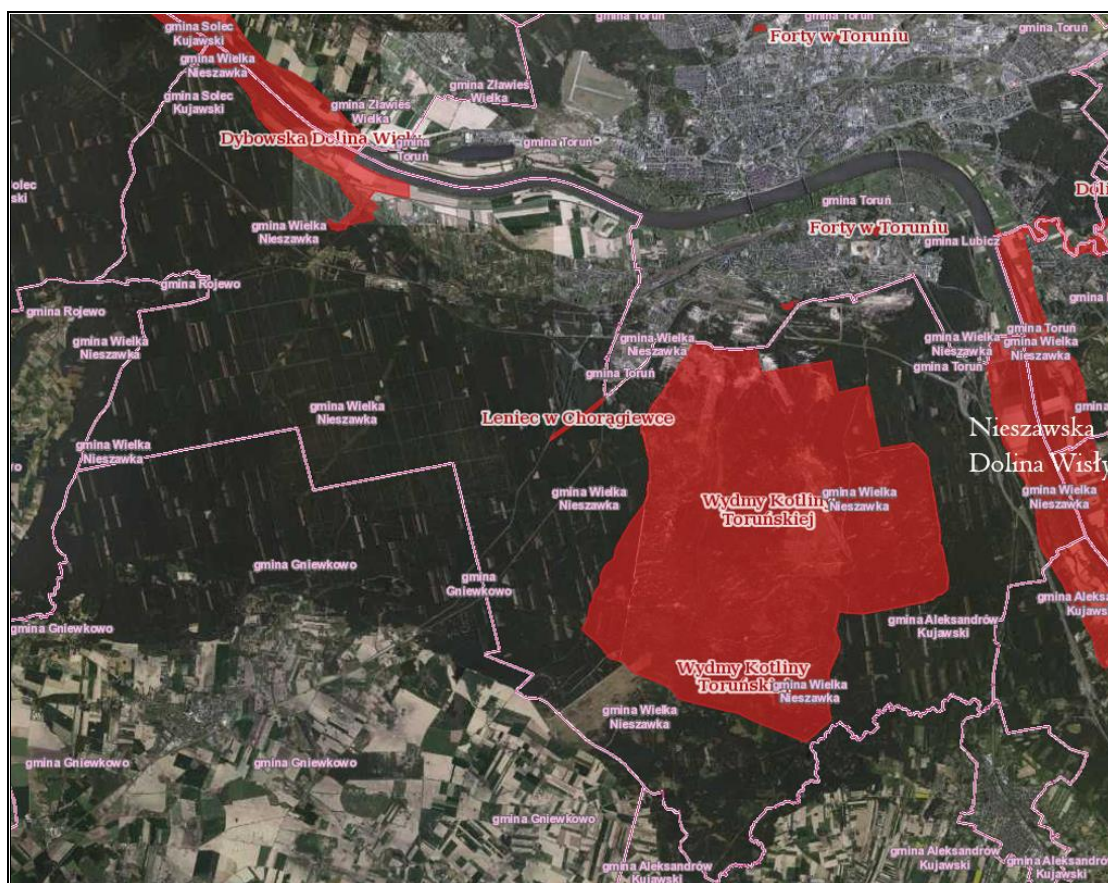 gmina Toruń
gmina Toruń
gmina Solec
Kujawski
gmina Toruń
Forty w Toruniu
gmina Wielka
Nieszawka
gmina Zławieś
Wielka
gmina Solec
Kujawski
gmina Zławieś
Wielka
Dybowska Dolina Wisły
gmina
Toruń
gmina Toruń
gmina Toruń
gmina Wielka
Nieszawka
Forty w Toruniu
gmina Lubicz
gmina Rojewo
gmina Rojewo
gmina Toruń
gmina Wielka
Nieszawka
gmina Wielka
Nieszawka
gmina Wielka
Nieszawka
gmina Wielka
Nieszawka
gmina Toruń
gmina Toruń
gmina Wielka
Nieszawka
Leniec w Chorągiewce
Nieszawska
Dolina Wisły
gmina Wielka
Nieszawka
gmina Wielka
Nieszawka
Wydmy Kotliny
Toruńskiej
gmina Wielka
Nieszawka
gmina Wielka
Nieszawka
gmina Gniewkowo
gmina
Gniewkowo
gmina Aleksandrów
Kujawski
gmina Gniewkowo
gmina Aleksandrów
Kujawski
Wydmy Kotliny
Toruńskiej
gmina Wielka
Nieszawka
gmina Wielka
Nieszawka
gmina Gniewkowo
gmina Gniewkowo
gmina Gniewkowo
gmina Aleksandrów
Kujawski
gmina Aleksandrów
Kujawski
gmina Aleksandrów
Kujawski